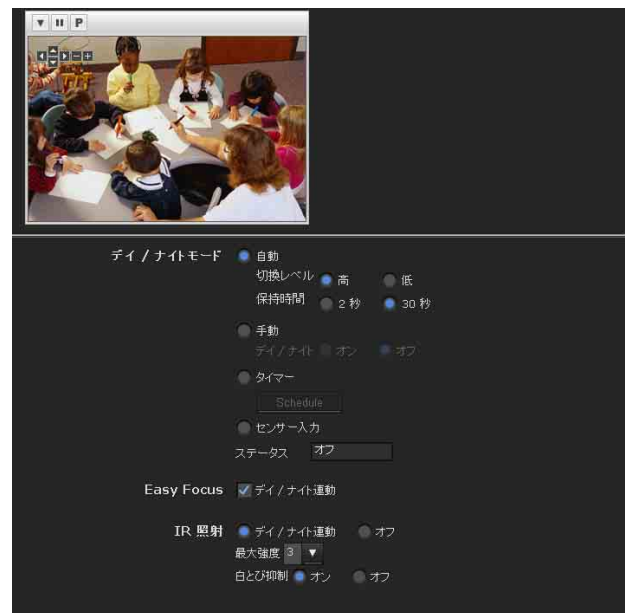 P
デイ / ナイトモード 自動
切換レベル 高 低
保持時間 2 秒 30 秒
手動
デイ / ナイト オン オフ
タイマー
Schedule
センサー入力
ステータス オフ
Easy Focus デイ / ナイト連動
IR 照射 デイ / ナイト連動 オフ
最大強度 3
白とび抑制 オン オフ